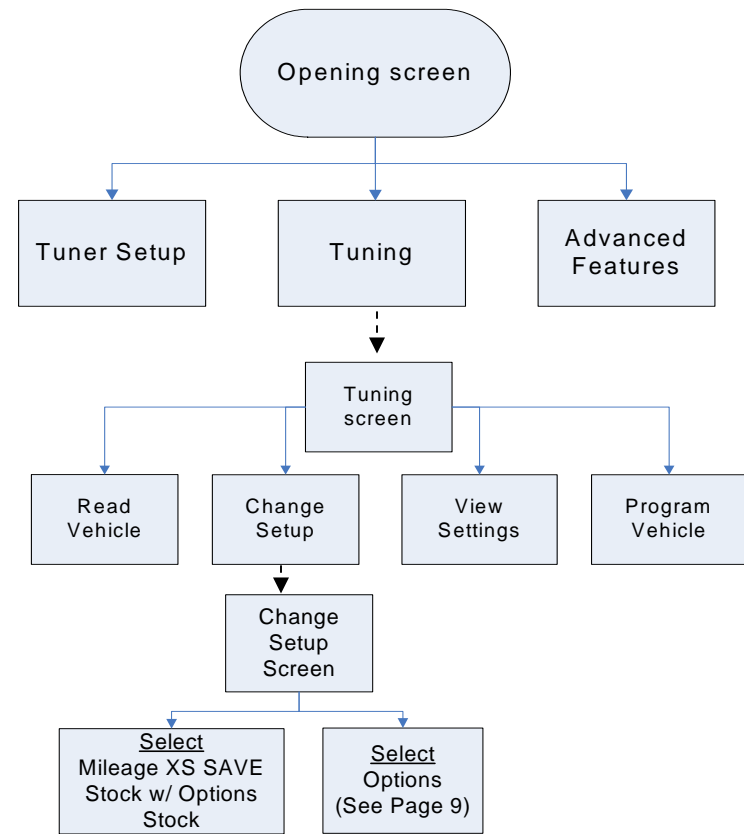 Opening screen
Tuner Setup
Tuning
Advanced
Features
Tuning
screen
Read
Vehicle
Change
Setup
View
Settings
Program
Vehicle
Change
Setup
Screen
Select
Mileage XS SAVE
Stock w/ Options
Stock
Select
Options
(See Page 9)